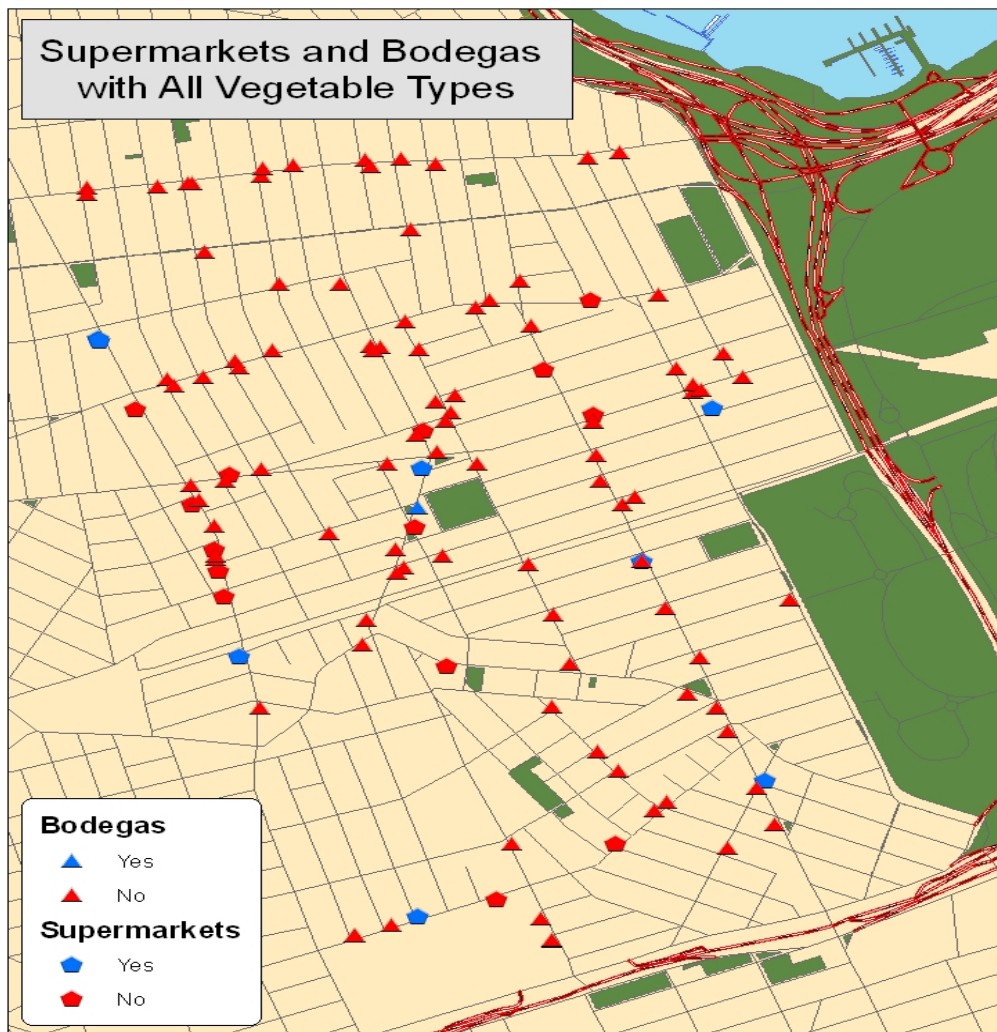 Supermarkets and Bodegas
with All Vegetable Types
Bodegas
Yes
No
Supermarkets
Yes
No